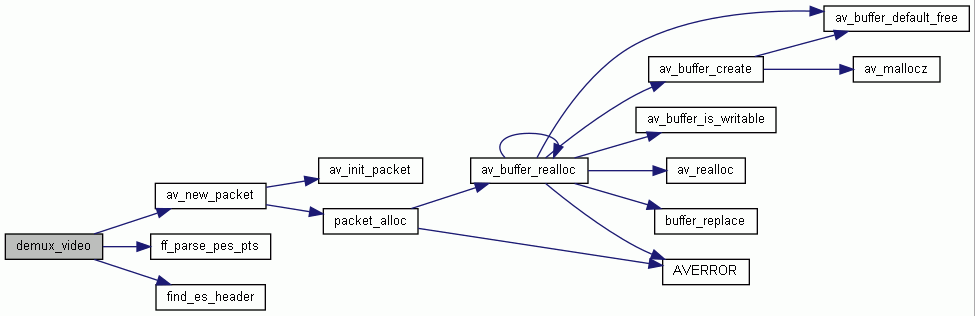 demux_video
av_new_packet
ff_parse_pes_pts
find_es_header
av_init_packet
packet_alloc
av_buffer_realloc
av_buffer_create
av_buffer_is_writable
av_realloc
buffer_replace
AVERROR
av_buffer_default_free
av_mallocz